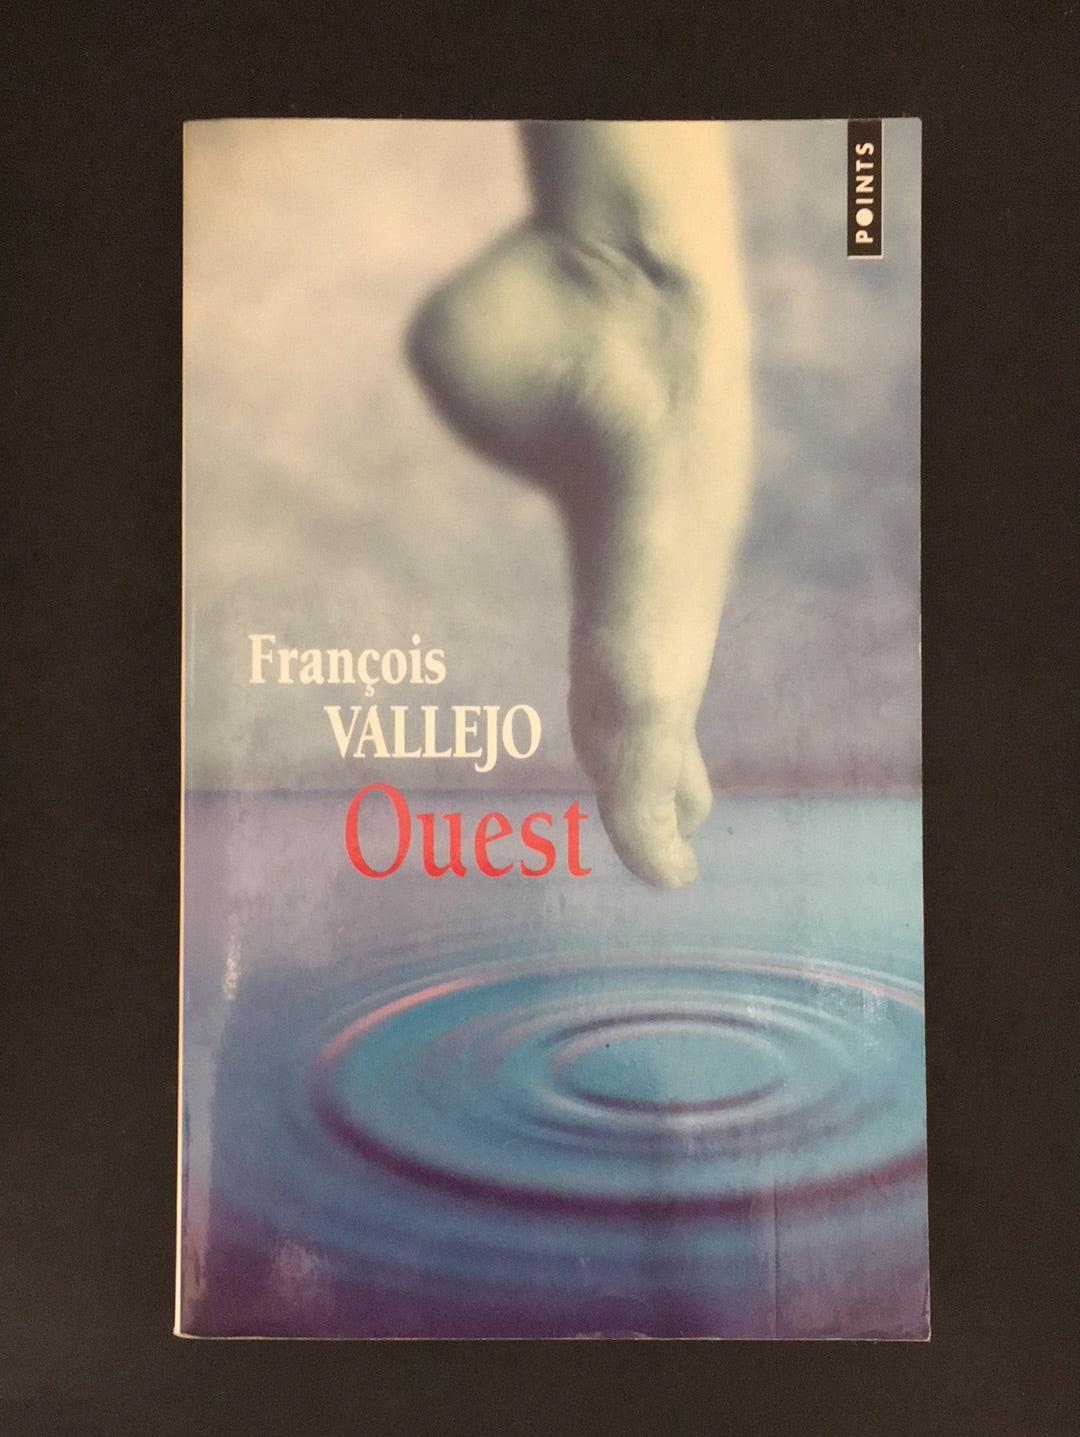 POINTS
François
VALLEJO
Ouest